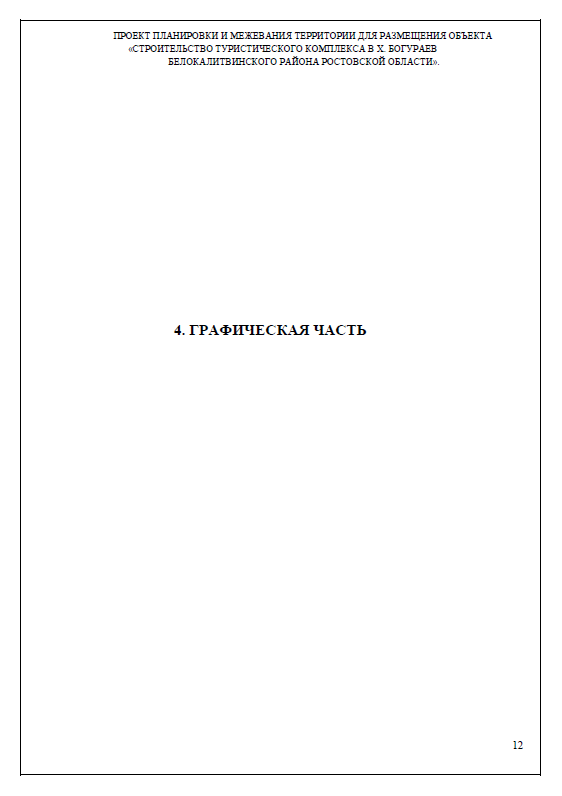 ПРОЕКТ ПЛАНИРОВКИ И МЕЖЕВАНИЯ ТЕРРИТОРИИ ДЛЯ РАЗМЕЩЕНИЯ ОБЪЕКТА
«СТРОИТЕЛЬСТВО ТУРИСТИЧЕСКОГО КОМПЛЕКСА В Х. БОГУРАЕВ
БЕЛОКАЛИТВИНСКОГО РАЙОНА РОСТОВСКОЙ ОБЛАСТИ».
4. ГРАФИЧЕСКАЯ ЧАСТЬ
12